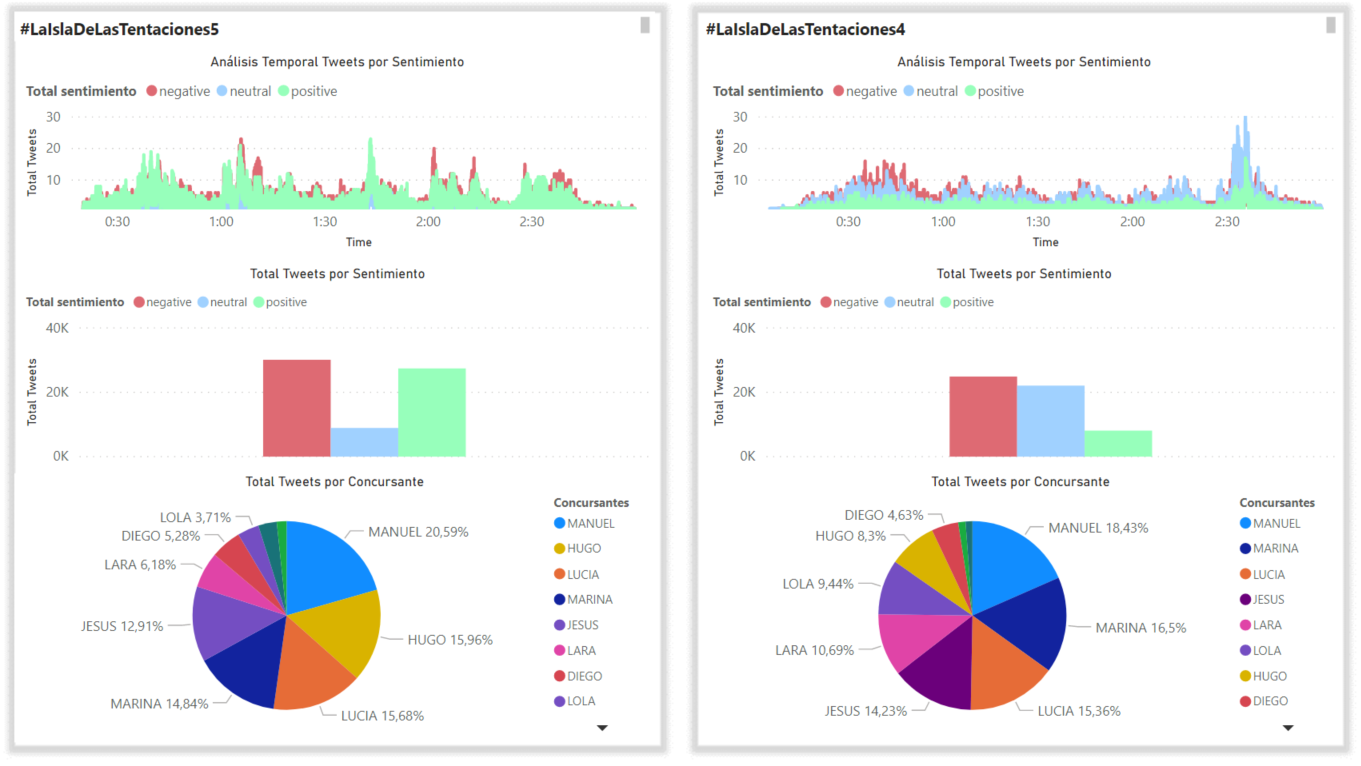 #LaIslaDeLasTentaciones5
Análisis Temporal Tweets por Sentimiento
Total sentimiento negative neutral positive
30
20
10
Total Tweets
0:30 1:00 1:30 2:00 2:30
Time
Total Tweets por Sentimiento
Total sentimiento negative neutral positive
40K
20K
0K
Total Tweets
Total Tweets por Concursante
LOLA 3,71%
DIEGO 5,28%
LARA 6,18%
JESUS 12,91%
MARINA 14,84%
MANUEL 20,59%
HUGO 15,96%
LUCIA 15,68%
Concursantes
MANUEL
HUGO
LUCIA
MARINA
JESUS
LARA
DIEGO
LOLA
#LaIslaDeLasTentaciones4
Análisis Temporal Tweets por Sentimiento
Total sentimiento negative neutral positive
30
20
10
Total Tweets
0:30 1:00 1:30 2:00 2:30
Time
Total Tweets por Sentimiento
Total sentimiento negative neutral positive
40K
20K
0K
Total Tweets
Total Tweets por Concursante
DIEGO 4,63%
HUGO 8,3%
LOLA 9,44%
LARA 10,69%
JESUS 14,23%
MANUEL 18,43%
MARINA 16,5%
LUCIA 15,36%
Concursantes
MANUEL
MARINA
LUCIA
JESUS
LARA
LOLA
HUGO
DIEGO